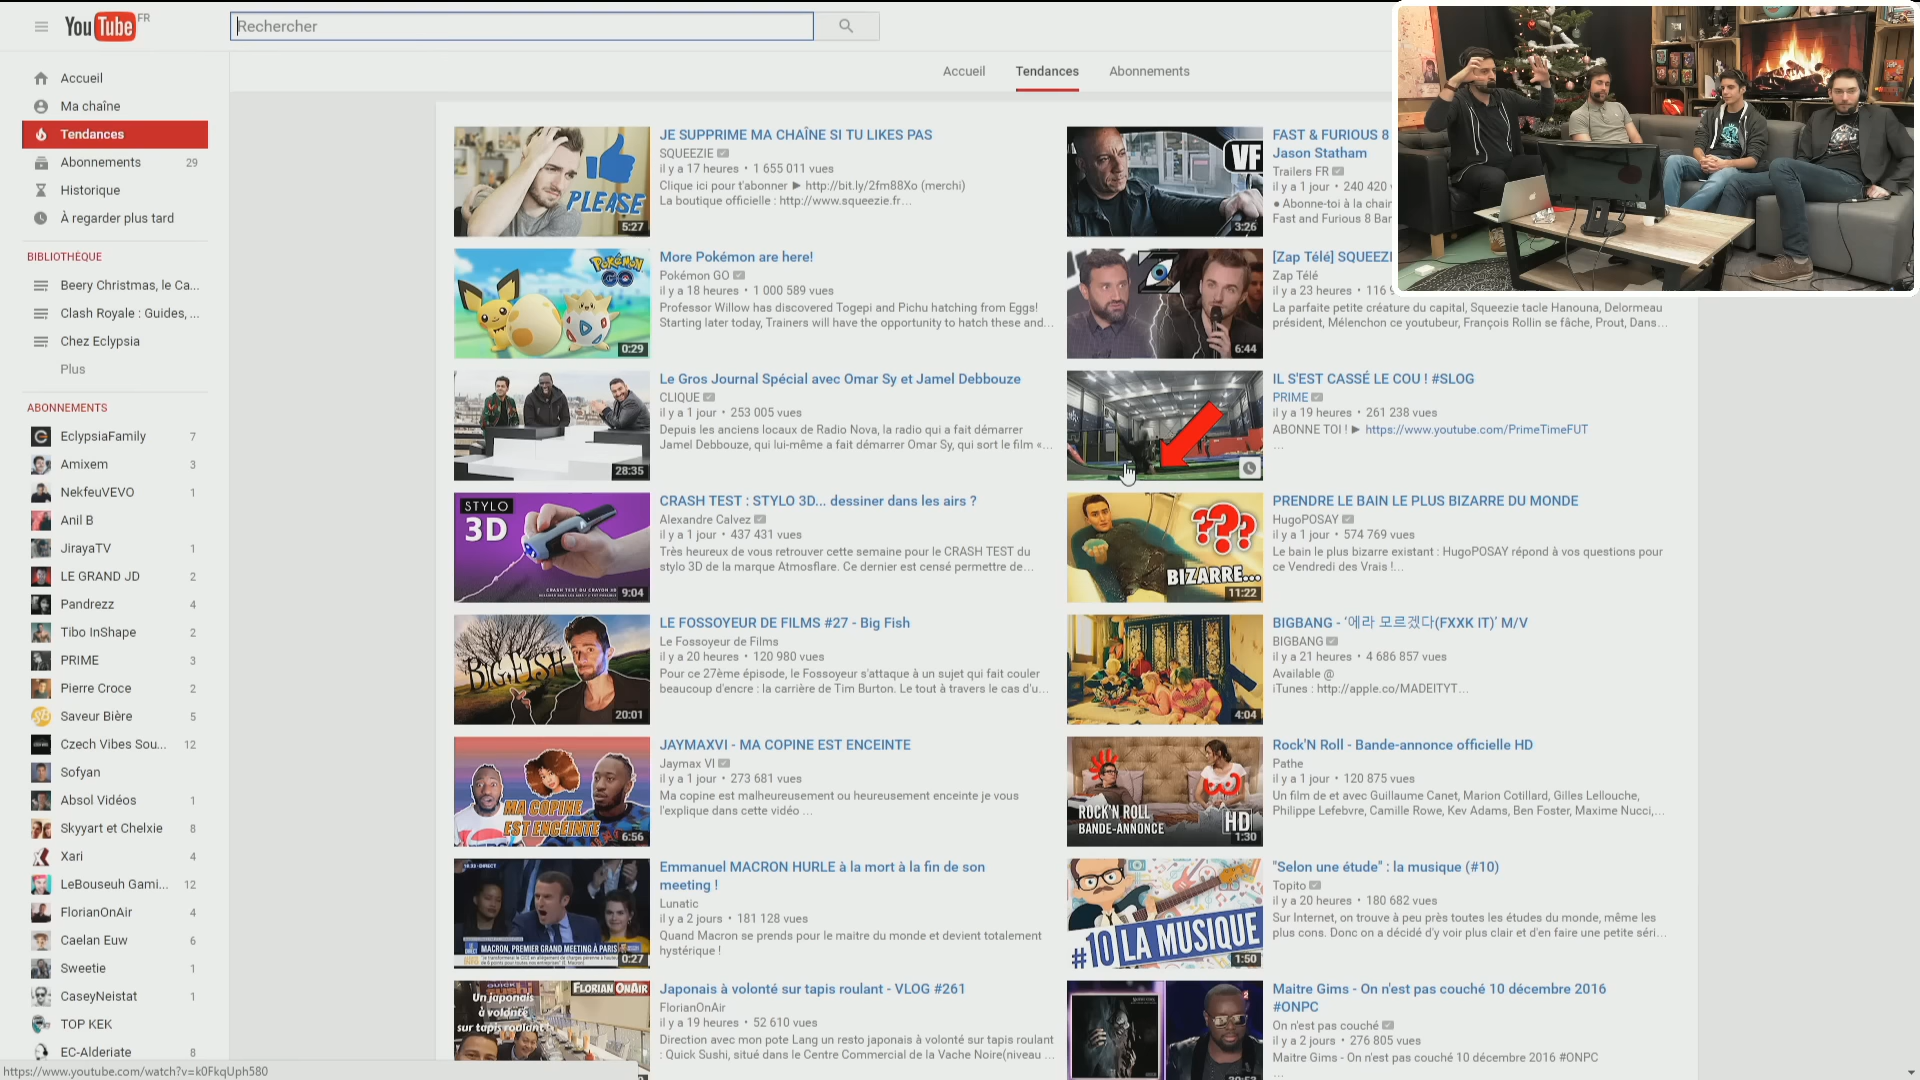 YouTube FR
Rechercher
Accueil
Ma chaîne
Tendances
Abonnements 29
Historique
À regarder plus tard
BIBLIOTHÈQUE
Beery Christmas, le Ca...
Clash Royale : Guides, ...
Chez Eclypsia
Plus
ABONNEMENTS
EclypsiaFamily 7
Amixem 3
NekfeuVEVO 1
Anil B
JirayaTV 1
LE GRAND JD 2
Pandrezz 4
Tibo InShape 2
PRIME 3
Pierre Croce 2
Saveur Bière 5
Czech Vibes Sou... 12
Sofyan
Absol Vidéos 1
Skyyart et Chelxie 8
Xari 4
LeBouseuh Gami... 12
FlorianOnAir 4
Caelan Euw 6
Sweetie 1
CaseyNeistat 1
TOP KEK
EC-Alderiate 8
https://www.youtube.com/watch?v=k0FkqUph580
Accueil Tendances Abonnements
PLEASE
5:27
JE SUPPRIME MA CHAÎNE SI TU LIKES PAS
SQUEEZIE
il y a 17 heures • 1 655 011 vues
Clique ici pour t'abonner ► http://bit.ly/2fm88Xo (merchi)
La boutique officielle : http://www.squeezie.fr...
VF
3:26
FAST & FURIOUS 8
Jason Statham
Trailers FR
il y a 1 jour • 240 420
● Abonne-toi à la chaîn
Fast and Furious 8 Bar
POKÉMON
GO
0:29
More Pokémon are here!
Pokémon GO
il y a 18 heures • 1 000 589 vues
Professor Willow has discovered Togepi and Pichu hatching from Eggs!
Starting later today, Trainers will have the opportunity to hatch these and...
6:44
[Zap Télé] SQUEEZI
Zap Télé
il y a 23 heures • 116
La parfaite petite créature du capital, Squeezie tacle Hanouna, Delormeau
président, Mélenchon ce youtubeur, François Rollin se fâche, Prout, Dans...
28:35
Le Gros Journal Spécial avec Omar Sy et Jamel Debbouze
CLIQUE
il y a 1 jour • 253 005 vues
Depuis les anciens locaux de Radio Nova, la radio qui a fait démarrer
Jamel Debbouze, qui lui-même a fait démarrer Omar Sy, qui sort le film «...
IL S'EST CASSÉ LE COU ! #SLOG
PRIME
il y a 19 heures • 261 238 vues
ABONNE TOI ! ► https://www.youtube.com/PrimeTimeFUT
...
STYLO
3D
CRASH TEST DU CRAYON 3D
9:04
CRASH TEST : STYLO 3D... dessiner dans les airs ?
Alexandre Calvez
il y a 1 jour • 437 431 vues
Très heureux de vous retrouver cette semaine pour le CRASH TEST du
stylo 3D de la marque Atmosflare. Ce dernier est censé permettre de...
???
BIZARRE...
11:22
PRENDRE LE BAIN LE PLUS BIZARRE DU MONDE
HugoPOSAY
il y a 1 jour • 574 769 vues
Le bain le plus bizarre existant : HugoPOSAY répond à vos questions pour
ce Vendredi des Vrais !...
BIG FISH
20:01
LE FOSSOYEUR DE FILMS #27 - Big Fish
Le Fossoyeur de Films
il y a 20 heures • 120 980 vues
Pour ce 27ème épisode, le Fossoyeur s'attaque à un sujet qui fait couler
beaucoup d'encre : la carrière de Tim Burton. Le tout à travers le cas d'u...
4:04
BIGBANG - '에라 모르겠다(FXXK IT)' M/V
BIGBANG
il y a 21 heures • 4 686 857 vues
Available @
iTunes : http://apple.co/MADEITYT...
MA COPINE
EST ENCEINTE
6:56
JAYMAXVI - MA COPINE EST ENCEINTE
Jaymax VI
il y a 1 jour • 273 681 vues
Ma copine est malheureusement ou heureusement enceinte je vous
l'explique dans cette vidéo ...
ROCK'N ROLL
BANDE-ANNONCE
HD
1:30
Rock'N Roll - Bande-annonce officielle HD
Pathe
il y a 1 jour • 120 875 vues
Un film de et avec Guillaume Canet, Marion Cotillard, Gilles Lellouche,
Philippe Lefebvre, Camille Rowe, Kev Adams, Ben Foster, Maxime Nucci,...
DIRECT
MACRON, PREMIER GRAND MEETING À PARIS
0:27
Emmanuel MACRON HURLE à la mort à la fin de son
meeting !
Lunatic
il y a 2 jours • 181 128 vues
Quand Macron se prends pour le maitre du monde et devient totalement
hystérique !
#10 LA MUSIQUE
1:50
"Selon une étude" : la musique (#10)
Topito
il y a 20 heures • 180 682 vues
Sur Internet, on trouve à peu près toutes les études du monde, même les
plus cons. Donc on a décidé d'y voir plus clair et d'en faire une petite séri...
QUICK SUSHI
FLORIAN ONAIR
Un japonais
à volonté
sur tapis roulant!
Japonais à volonté sur tapis roulant - VLOG #261
FlorianOnAir
il y a 19 heures • 52 610 vues
Direction avec mon pote Lang un resto japonais à volonté sur tapis roulant
: Quick Sushi, situé dans le Centre Commercial de la Vache Noire(niveau ...
Maitre Gims - On n'est pas couché 10 décembre 2016
#ONPC
On n'est pas couché
il y a 2 jours • 276 805 vues
Maitre Gims - On n'est pas couché 10 décembre 2016 #ONPC
...